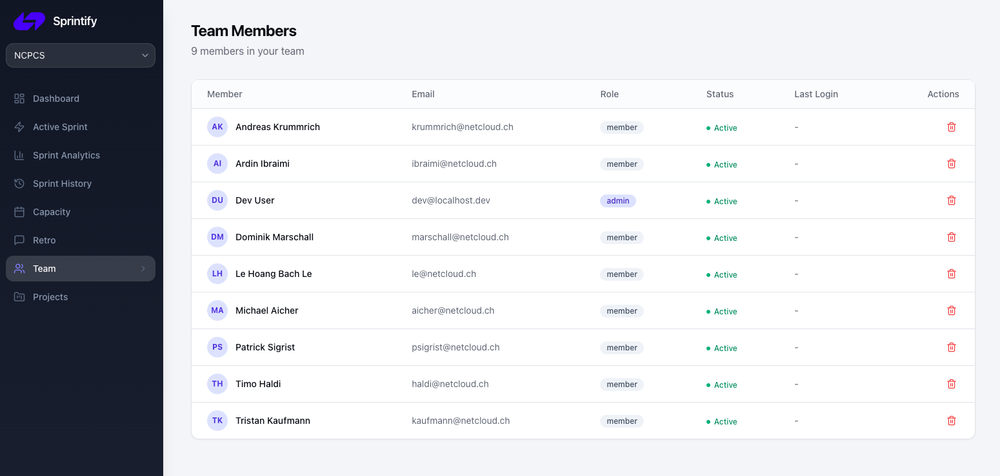 Sprintify
NCPCS
Dashboard
Active Sprint
Sprint Analytics
Sprint History
Capacity
Retro
Team
Projects
Team Members
9 members in your team
Member Email Role Status Last Login Actions
AK Andreas Krummrich krummrich@netcloud.ch member Active -
AI Ardin Ibraimi ibraimi@netcloud.ch member Active -
DU Dev User dev@localhost.dev admin Active -
DM Dominik Marschall marschall@netcloud.ch member Active -
LH Le Hoang Bach Le le@netcloud.ch member Active -
MA Michael Aicher aicher@netcloud.ch member Active -
PS Patrick Sigrist psigrist@netcloud.ch member Active -
TH Timo Haldi haldi@netcloud.ch member Active -
TK Tristan Kaufmann kaufmann@netcloud.ch member Active -